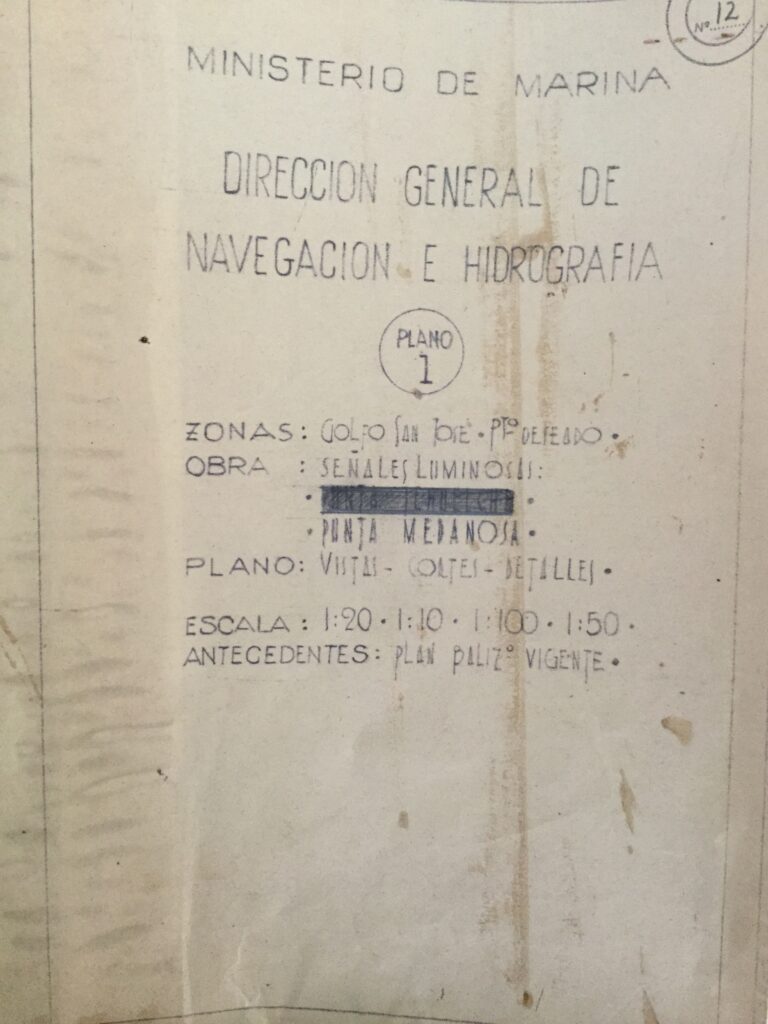 Nº 12
MINISTERIO DE MARINA
DIRECCION GENERAL DE
NAVEGACION E HIDROGRAFIA
PLANO
1
ZONAS: GOLFO SAN JOSE · PTO DESEADO ·
OBRA : SEÑALES LUMINOSAS:
· PUNTA MEDANOSA ·
PLANO: VISTAS - CORTES - DETALLES ·
ESCALA : 1:20 · 1:10 · 1:100 · 1:50 ·
ANTECEDENTES: PLAN BALIZº VIGENTE ·